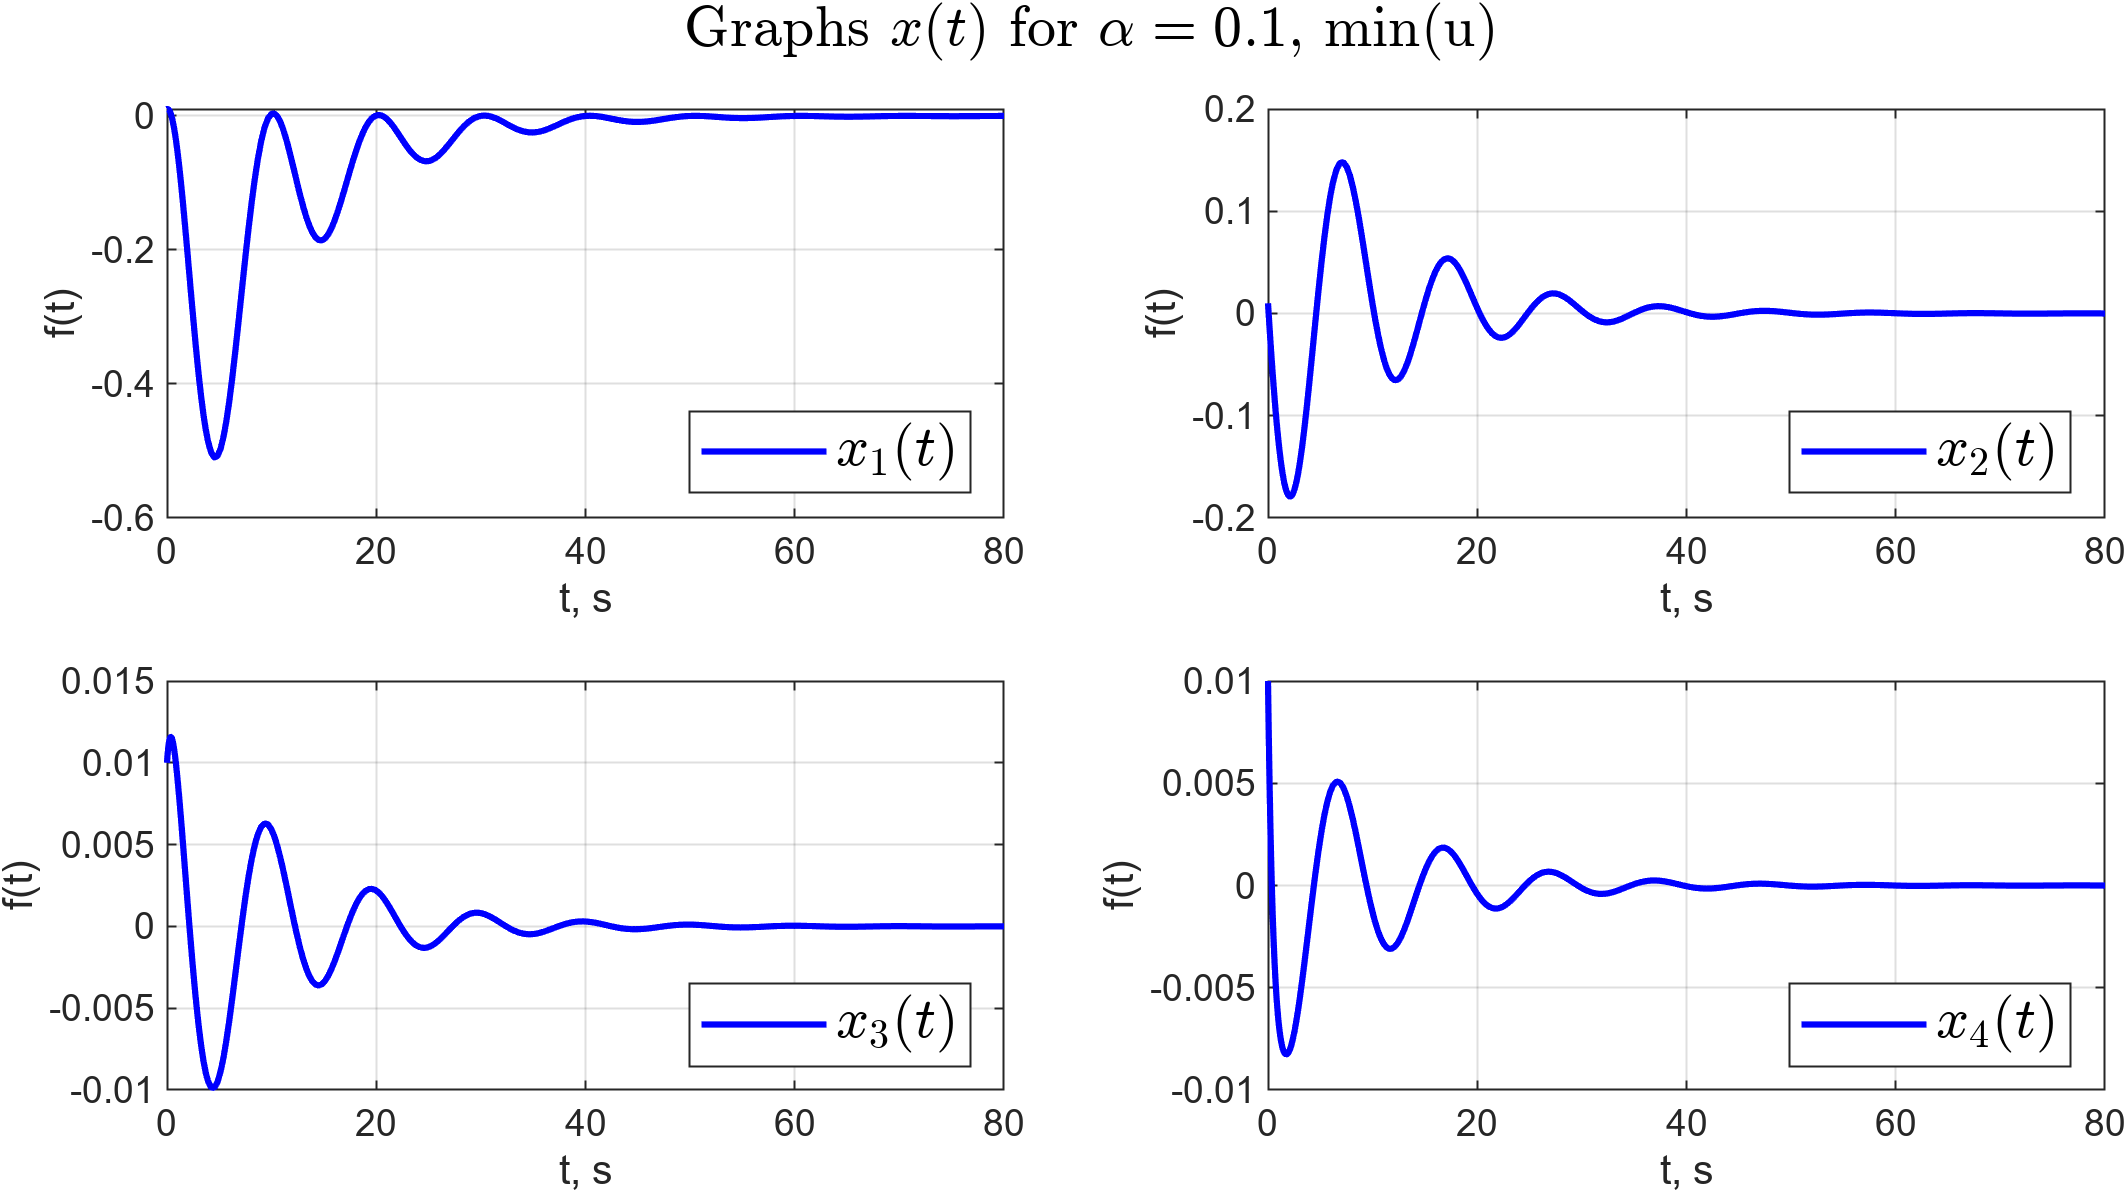 Graphs x(t) for α = 0.1, min(u)
0
-0.2
-0.4
-0.6
f(t)
0 20 40 60 80
t, s
x₁(t)
0.2
0.1
0
-0.1
-0.2
f(t)
0 20 40 60 80
t, s
x₂(t)
0.015
0.01
0.005
0
-0.005
-0.01
f(t)
0 20 40 60 80
t, s
x₃(t)
0.01
0.005
0
-0.005
-0.01
f(t)
0 20 40 60 80
t, s
x₄(t)